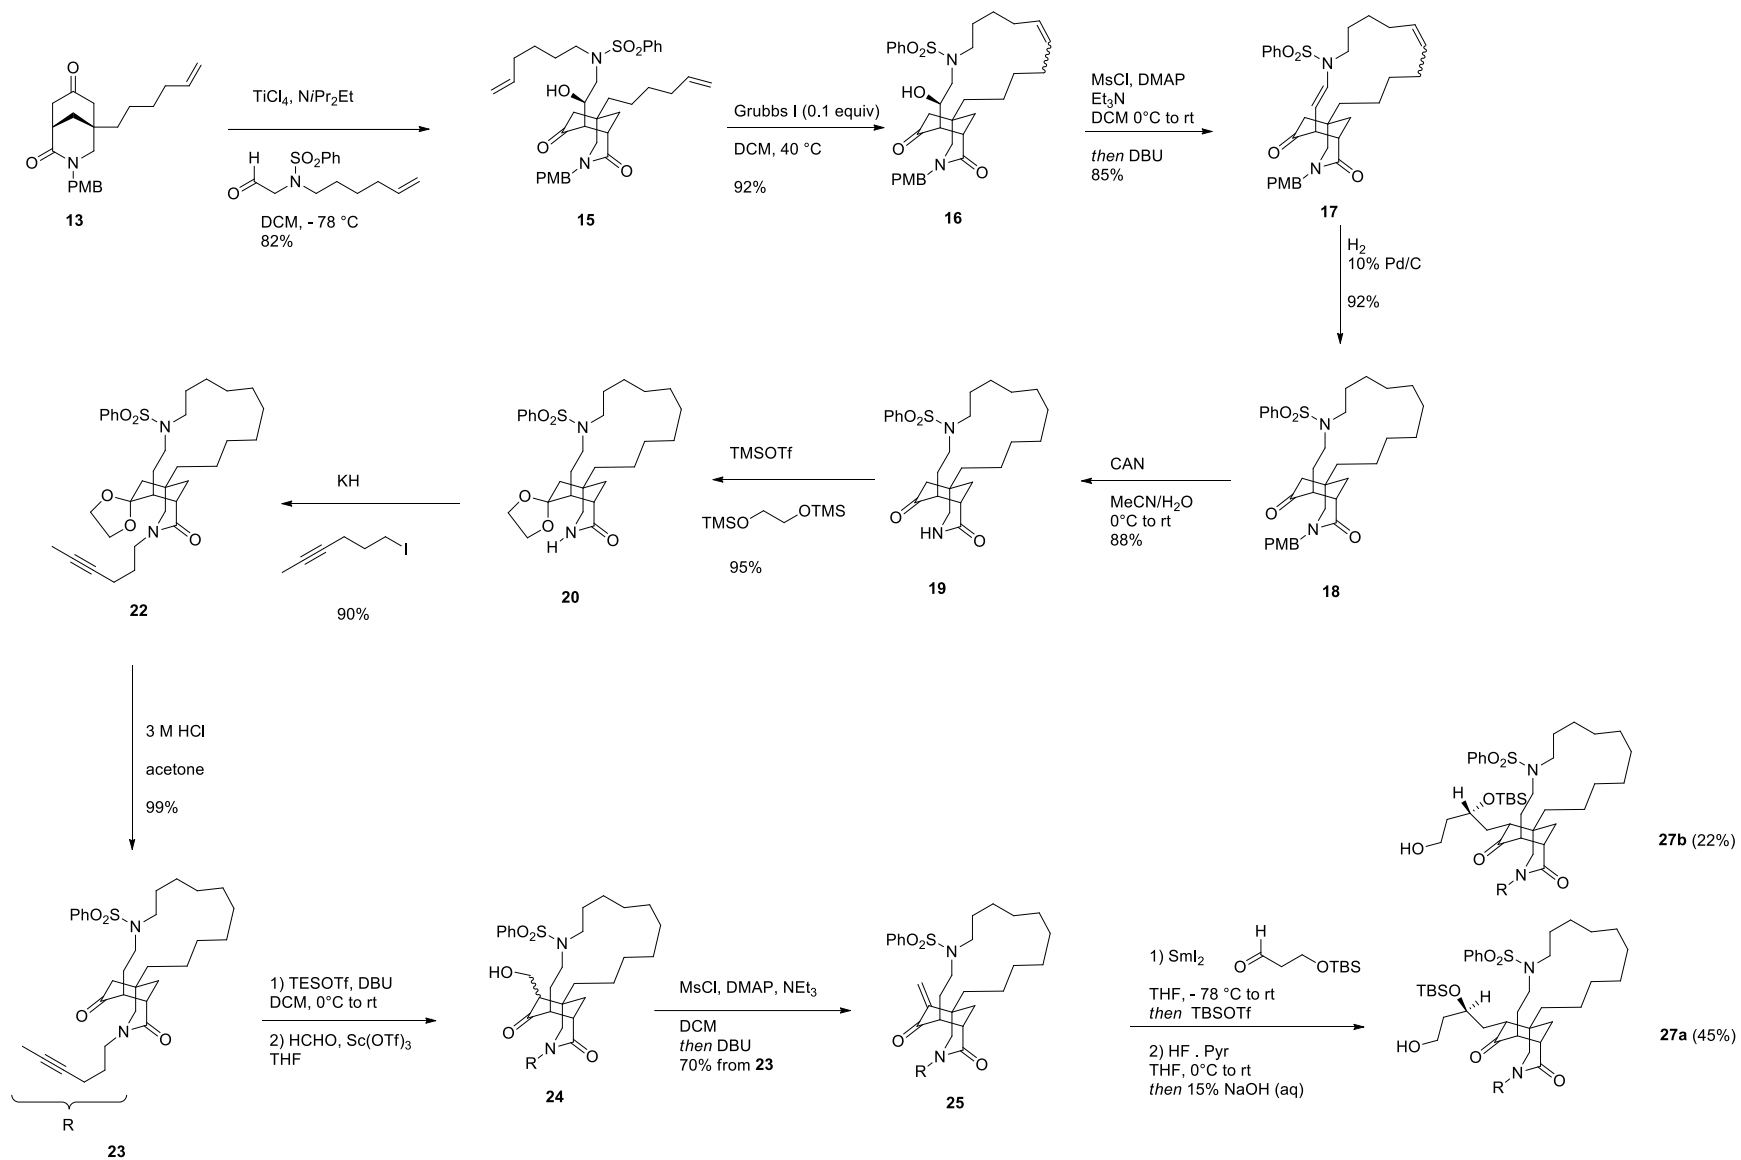 O
O
N
PMB
13
TiCl4, NiPr2Et
H
O
N
SO2Ph
DCM, - 78 °C
82%
N
SO2Ph
HO
O
N
PMB
O
15
Grubbs I (0.1 equiv)
DCM, 40 °C
92%
PhO2S
N
HO
O
N
PMB
O
16
MsCl, DMAP
Et3N
DCM 0°C to rt
then DBU
85%
PhO2S
N
O
N
PMB
O
17
H2
10% Pd/C
92%
PhO2S
N
O
N
PMB
O
18
CAN
MeCN/H2O
0°C to rt
88%
PhO2S
N
O
HN
O
19
TMSOTf
TMSO
OTMS
95%
PhO2S
N
O
O
N
H
O
20
KH
I
90%
PhO2S
N
O
O
N
O
22
3 M HCl
acetone
99%
PhO2S
N
O
N
O
R
23
1) TESOTf, DBU
DCM, 0°C to rt
2) HCHO, Sc(OTf)3
THF
PhO2S
N
HO
O
N
R
O
24
MsCl, DMAP, NEt3
DCM
then DBU
70% from 23
PhO2S
N
O
N
R
O
25
1) SmI2
H
O
OTBS
THF, - 78 °C to rt
then TBSOTf
2) HF . Pyr
THF, 0°C to rt
then 15% NaOH (aq)
PhO2S
N
H
OTBS
HO
O
N
R
O
27b (22%)
PhO2S
N
TBSO
H
HO
O
N
R
O
27a (45%)